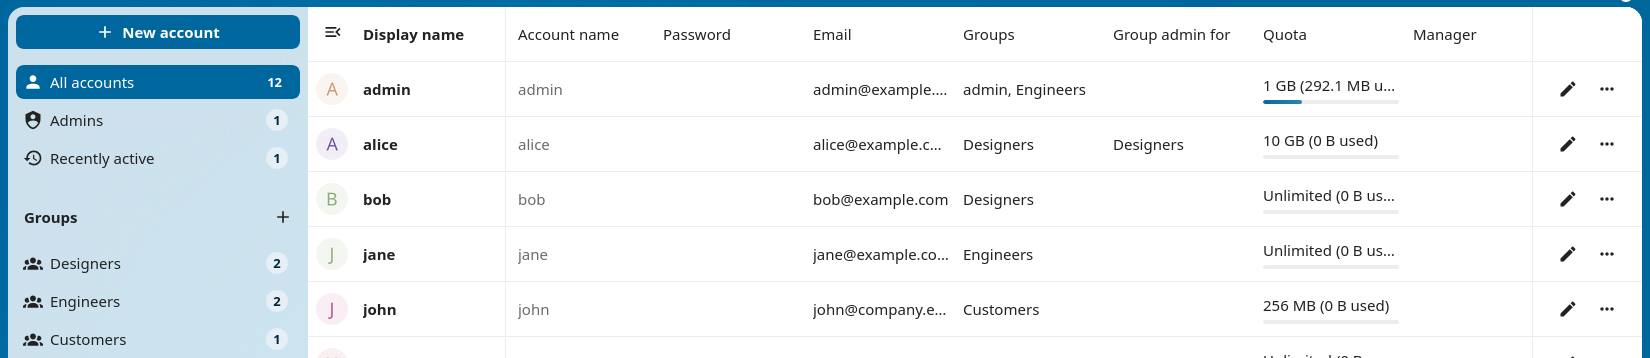 New account
All accounts 12
Admins 1
Recently active 1
Groups
Designers 2
Engineers 2
Customers 1
Display name Account name Password Email Groups Group admin for Quota Manager
A admin admin admin@example.... admin, Engineers 1 GB (292.1 MB u...
A alice alice alice@example.c... Designers Designers 10 GB (0 B used)
B bob bob bob@example.com Designers Unlimited (0 B us...
J jane jane jane@example.co... Engineers Unlimited (0 B us...
J john john john@company.e... Customers 256 MB (0 B used)